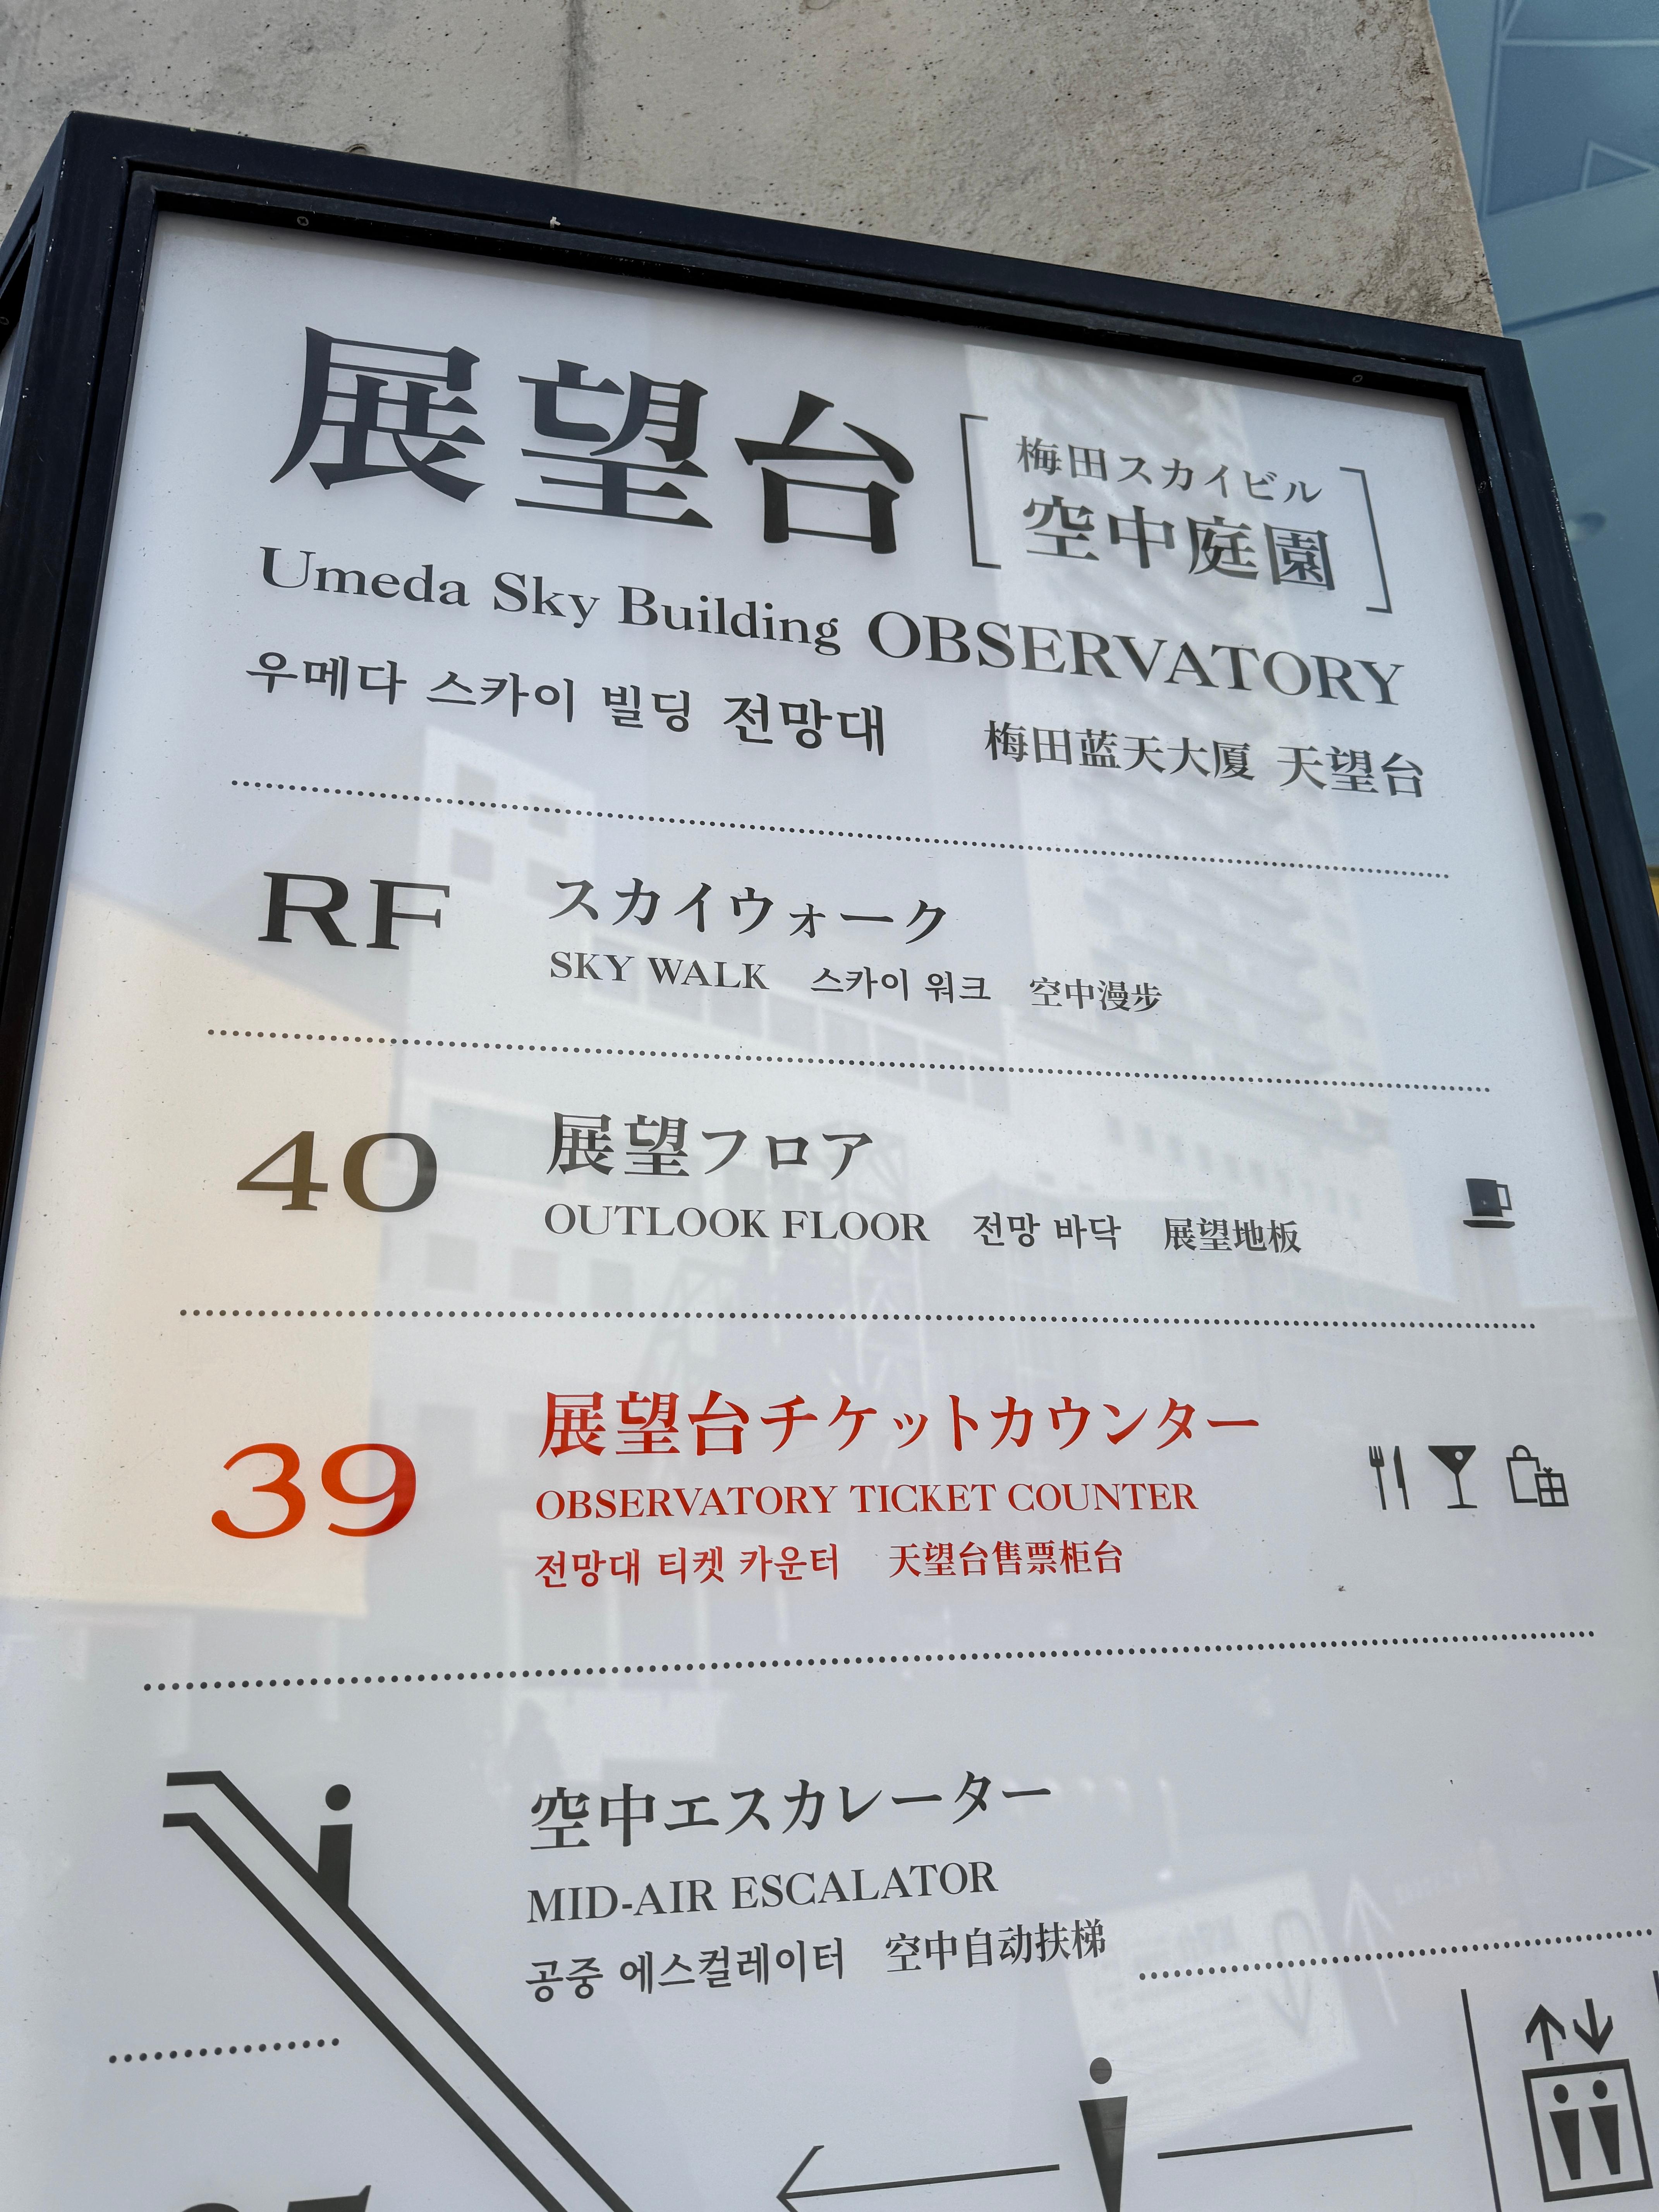 展望台
梅田スカイビル
空中庭園
Umeda Sky Building OBSERVATORY
우메다 스카이 빌딩 전망대 梅田蓝天大厦 天望台
RF スカイウォーク
SKY WALK 스카이 워크 空中漫步
40 展望フロア
OUTLOOK FLOOR 전망 바닥 展望地板
39 展望台チケットカウンター
OBSERVATORY TICKET COUNTER
전망대 티켓 카운터 天望台售票柜台
空中エスカレーター
MID-AIR ESCALATOR
공중 에스컬레이터 空中自动扶梯